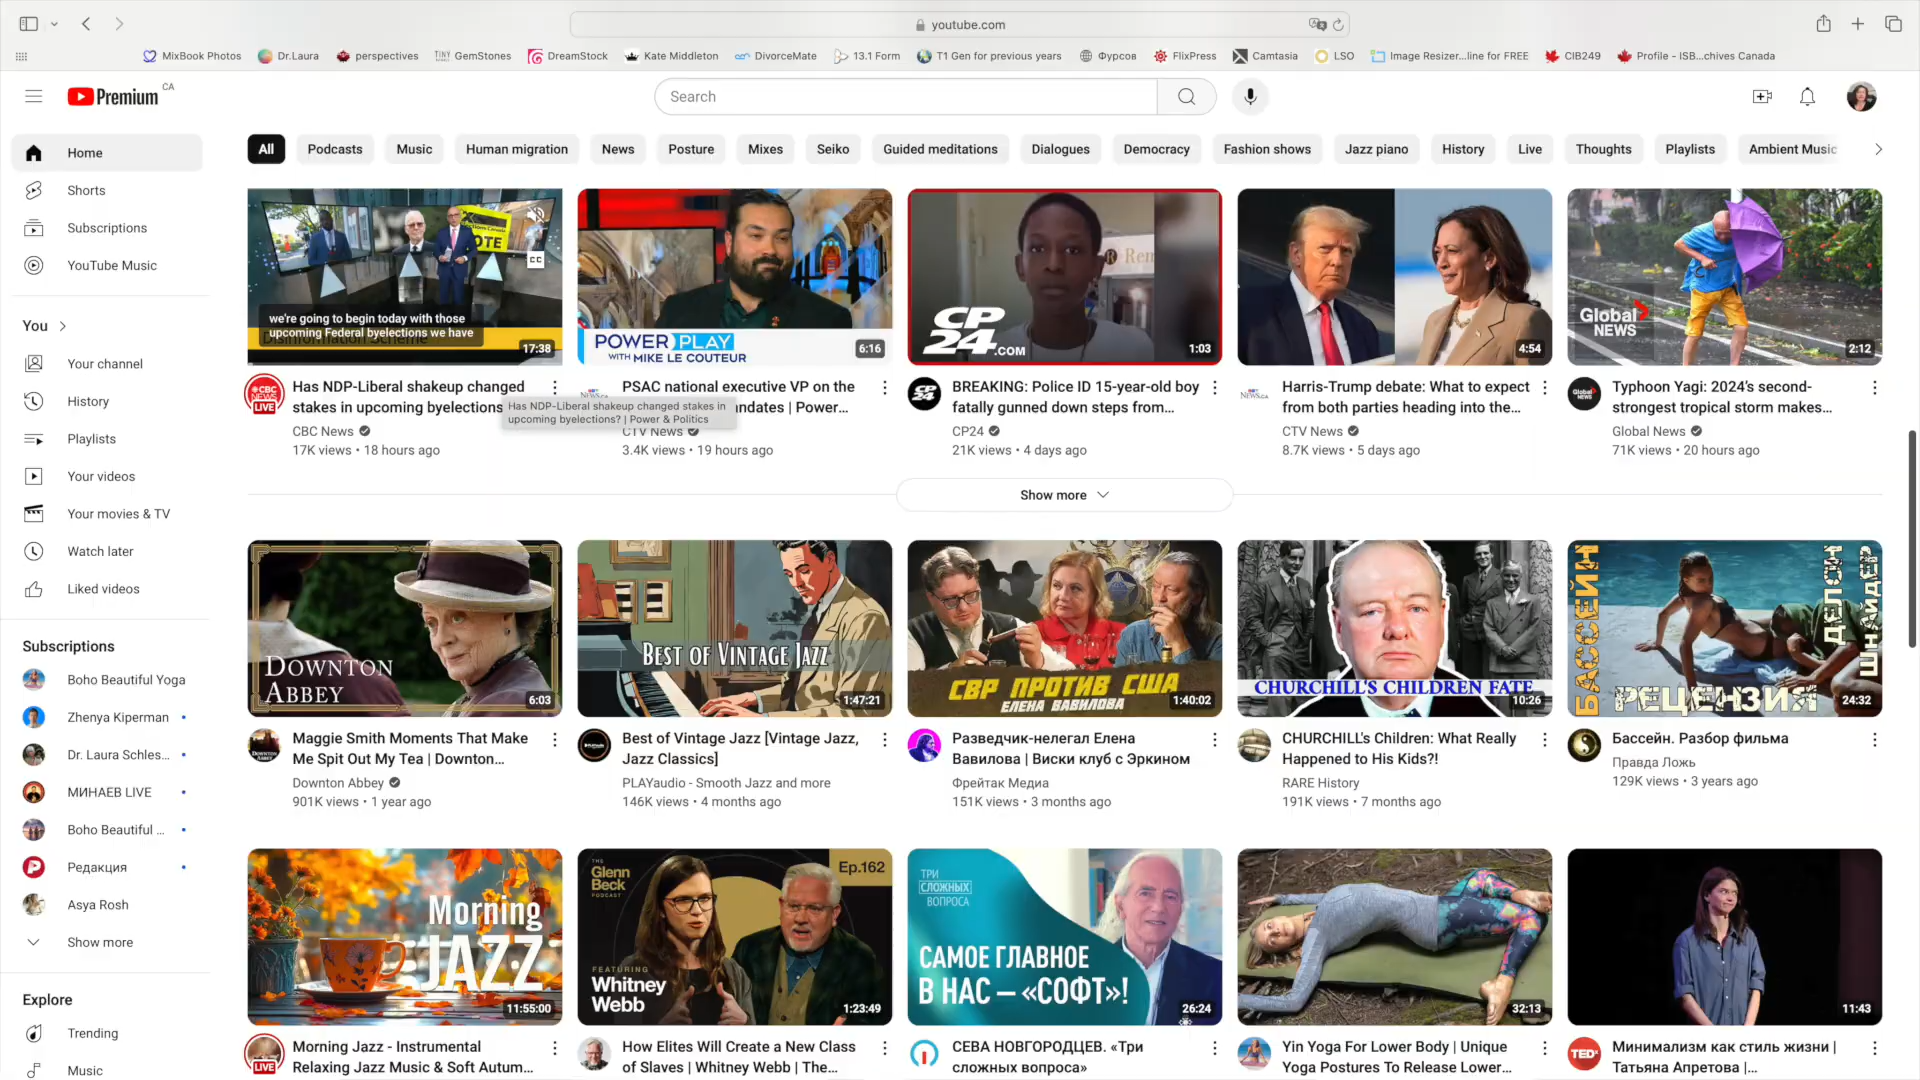 youtube.com
MixBook Photos
Dr.Laura
perspectives
TINY GemStones
DreamStock
Kate Middleton
DivorceMate
13.1 Form
T1 Gen for previous years
Фурсов
FlixPress
Camtasia
LSO
Image Resizer...line for FREE
CIB249
Profile - ISB...chives Canada
Premium CA
Search
Home
Shorts
Subscriptions
YouTube Music
You
Your channel
History
Playlists
Your videos
Your movies & TV
Watch later
Liked videos
Subscriptions
Boho Beautiful Yoga
Zhenya Kiperman
Dr. Laura Schles...
МИНАЕВ LIVE
Boho Beautiful ...
Редакция
Asya Rosh
Show more
Explore
Trending
Music
All
Podcasts
Music
Human migration
News
Posture
Mixes
Seiko
Guided meditations
Dialogues
Democracy
Fashion shows
Jazz piano
History
Live
Thoughts
Playlists
Ambient Music
CC
we're going to begin today with those
upcoming Federal byelections we have
17:38
CBC NEWS LIVE
Has NDP-Liberal shakeup changed
stakes in upcoming byelections
CBC News
17K views • 18 hours ago
Has NDP-Liberal shakeup changed stakes in
upcoming byelections? | Power & Politics
POWER PLAY
WITH MIKE LE COUTEUR
6:16
PSAC national executive VP on the
ndates | Power...
CTV News
3.4K views • 19 hours ago
CP
24.COM
1:03
BREAKING: Police ID 15-year-old boy
fatally gunned down steps from...
CP24
21K views • 4 days ago
4:54
Harris-Trump debate: What to expect
from both parties heading into the...
CTV News
8.7K views • 5 days ago
Global
NEWS
2:12
Typhoon Yagi: 2024’s second-
strongest tropical storm makes...
Global News
71K views • 20 hours ago
Show more
DOWNTON
ABBEY
6:03
Maggie Smith Moments That Make
Me Spit Out My Tea | Downton...
Downton Abbey
901K views • 1 year ago
BEST OF VINTAGE JAZZ
1:47:21
Best of Vintage Jazz [Vintage Jazz,
Jazz Classics]
PLAYaudio - Smooth Jazz and more
146K views • 4 months ago
СВР ПРОТИВ США
ЕЛЕНА ВАВИЛОВА
1:40:02
Разведчик-нелегал Елена
Вавилова | Виски клуб с Эркином
Фрейтак Медиа
151K views • 3 months ago
CHURCHILL'S CHILDREN FATE
10:26
CHURCHILL's Children: What Really
Happened to His Kids?!
RARE History
191K views • 7 months ago
БАССЕЙН
ДЕЛОН
ШНАЙДЕР
РЕЦЕНЗИЯ
24:32
Бассейн. Разбор фильма
Правда Ложь
129K views • 3 years ago
Morning
JAZZ
11:55:00
LIVE
Morning Jazz - Instrumental
Relaxing Jazz Music & Soft Autum...
THE
Glenn
Beck
PODCAST
Ep.162
FEATURING
Whitney
Webb
1:23:49
How Elites Will Create a New Class
of Slaves | Whitney Webb | The...
ТРИ
СЛОЖНЫХ
ВОПРОСА
САМОЕ ГЛАВНОЕ
В НАС – «СОФТ»!
26:24
СЕВА НОВГОРОДЦЕВ. «Три
сложных вопроса»
32:13
Yin Yoga For Lower Body | Unique
Yoga Postures To Release Lower...
11:43
TEDx
Минимализм как стиль жизни |
Татьяна Апретова |...